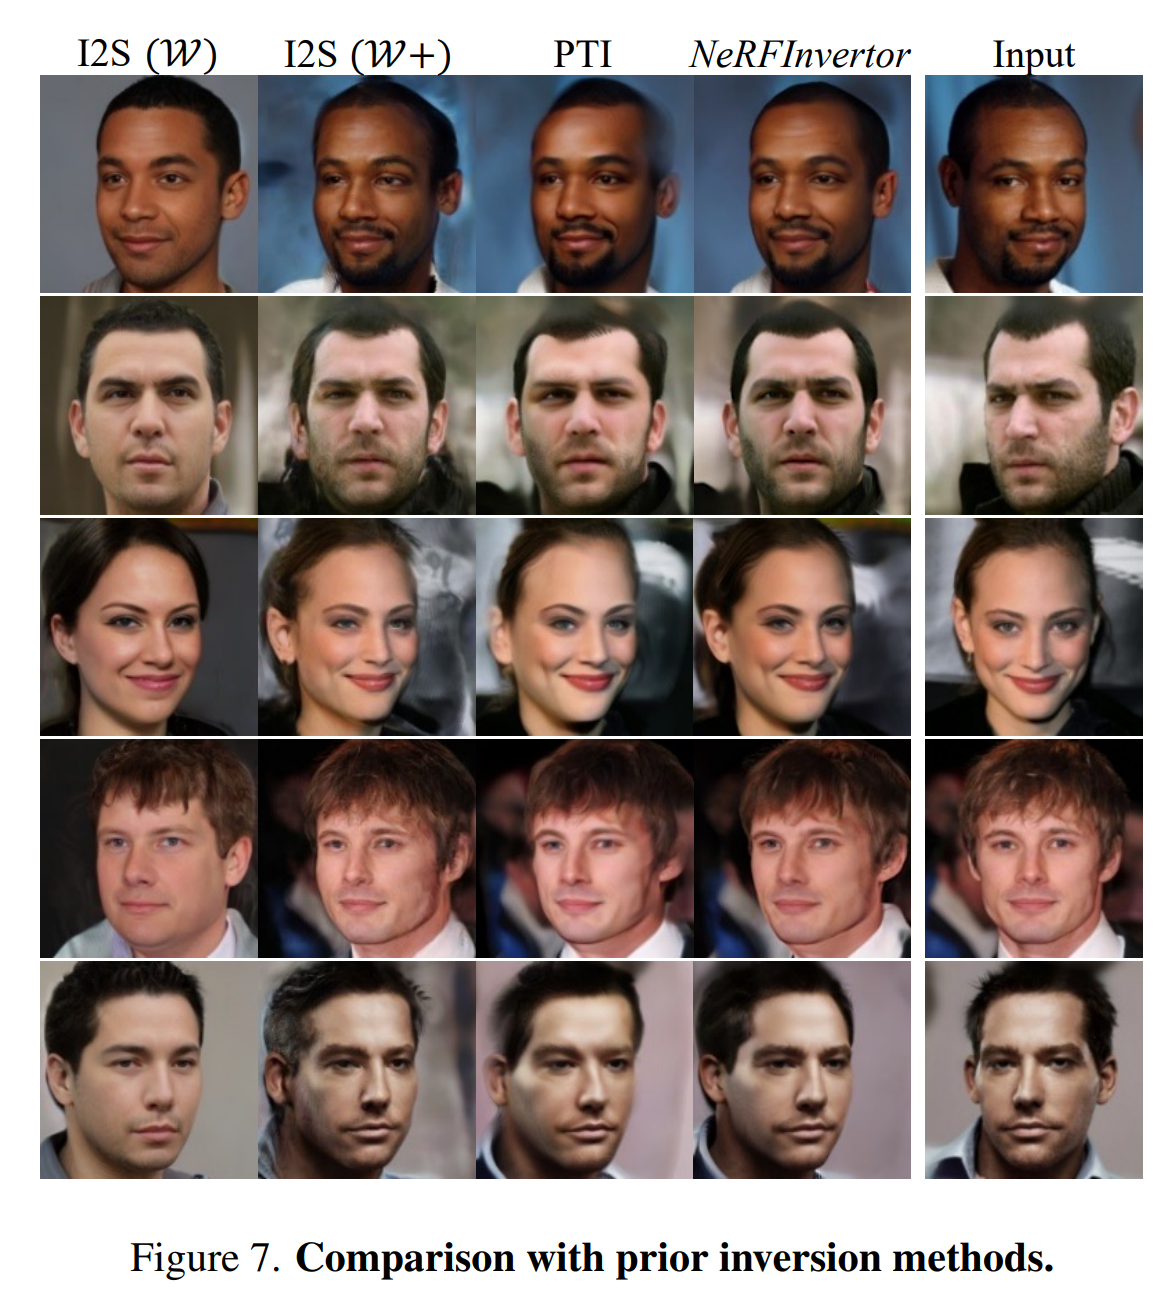 I2S (𝒲) I2S (𝒲+) PTI NeRFInvertor Input
Figure 7. Comparison with prior inversion methods.